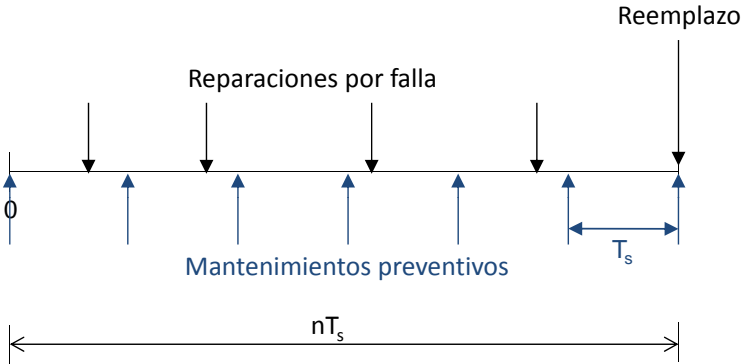 Reemplazo
Reparaciones por falla
0
Mantenimientos preventivos
Ts
nTs